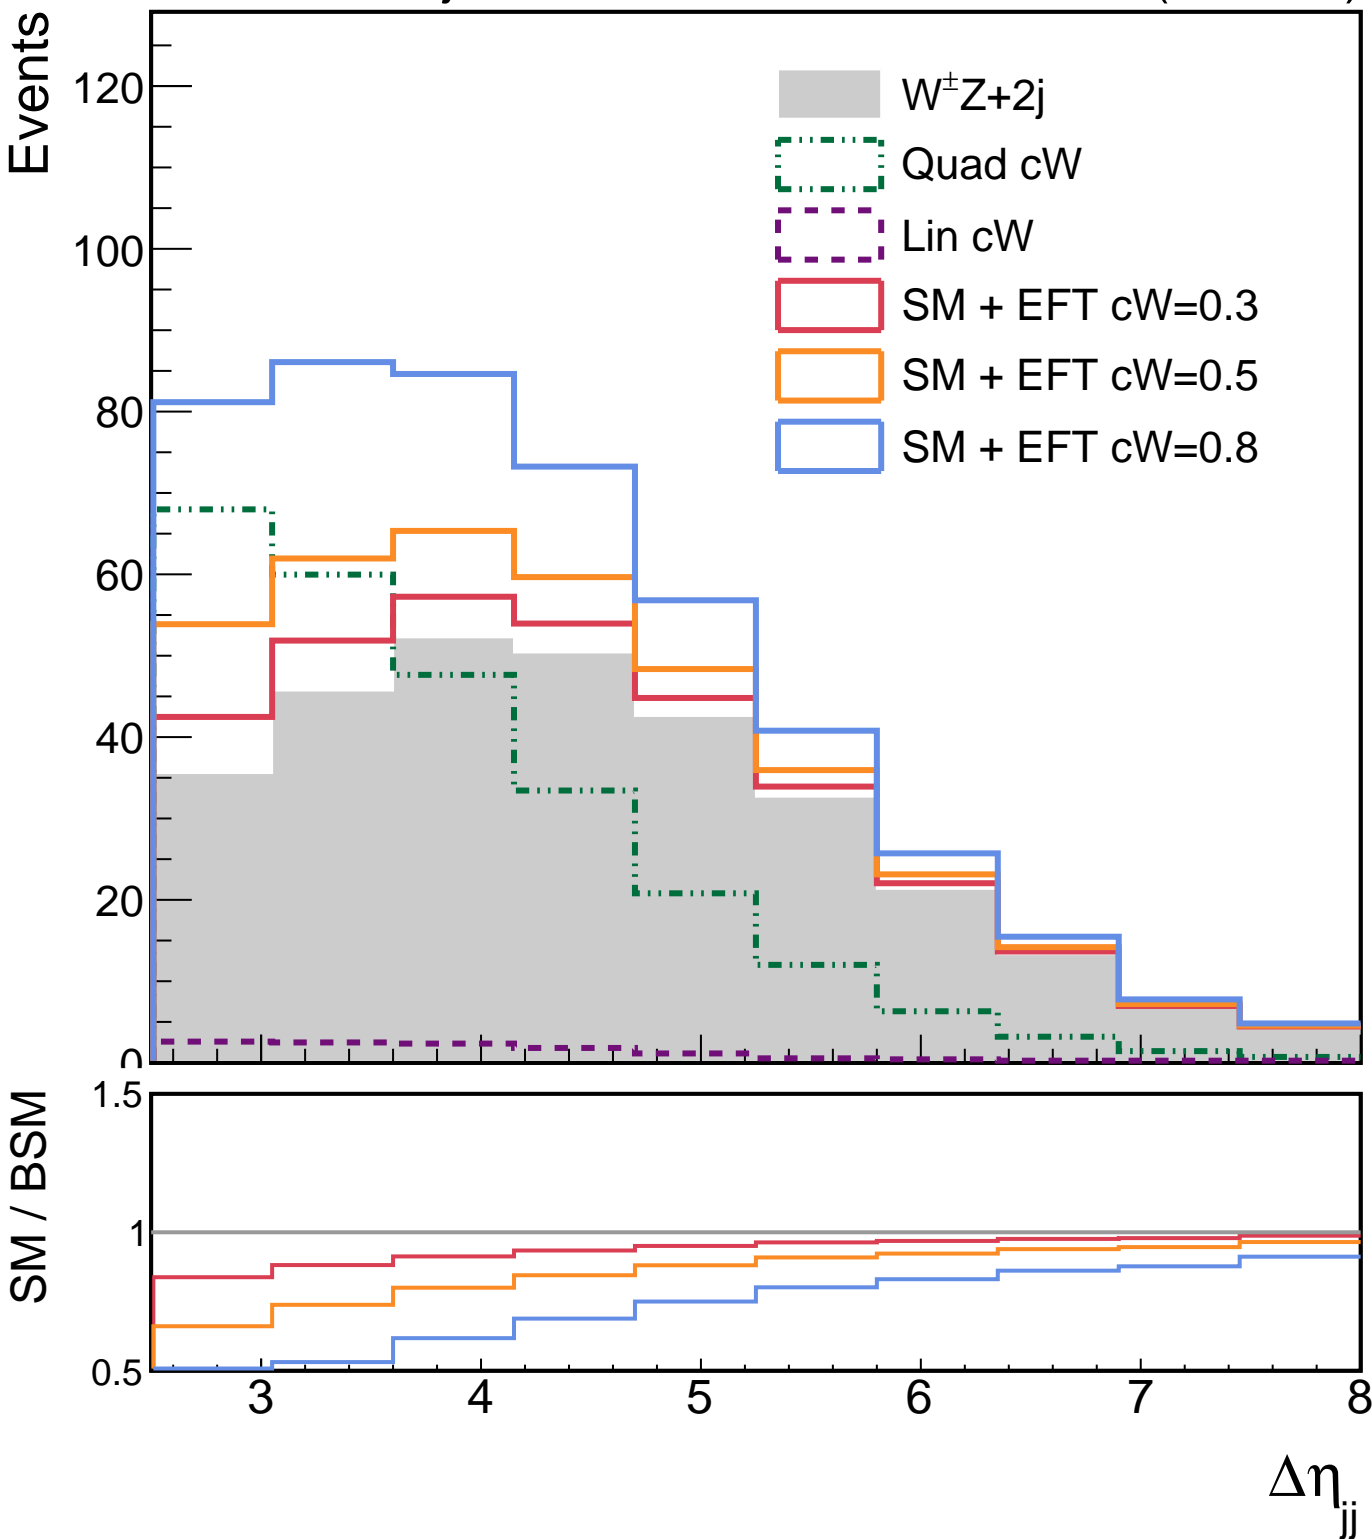 Events
120
100
80
60
40
20
0
W±Z+2j
Quad cW
Lin cW
SM + EFT cW=0.3
SM + EFT cW=0.5
SM + EFT cW=0.8
SM / BSM
1.5
1
0.5
3 4 5 6 7 8
Δηjj